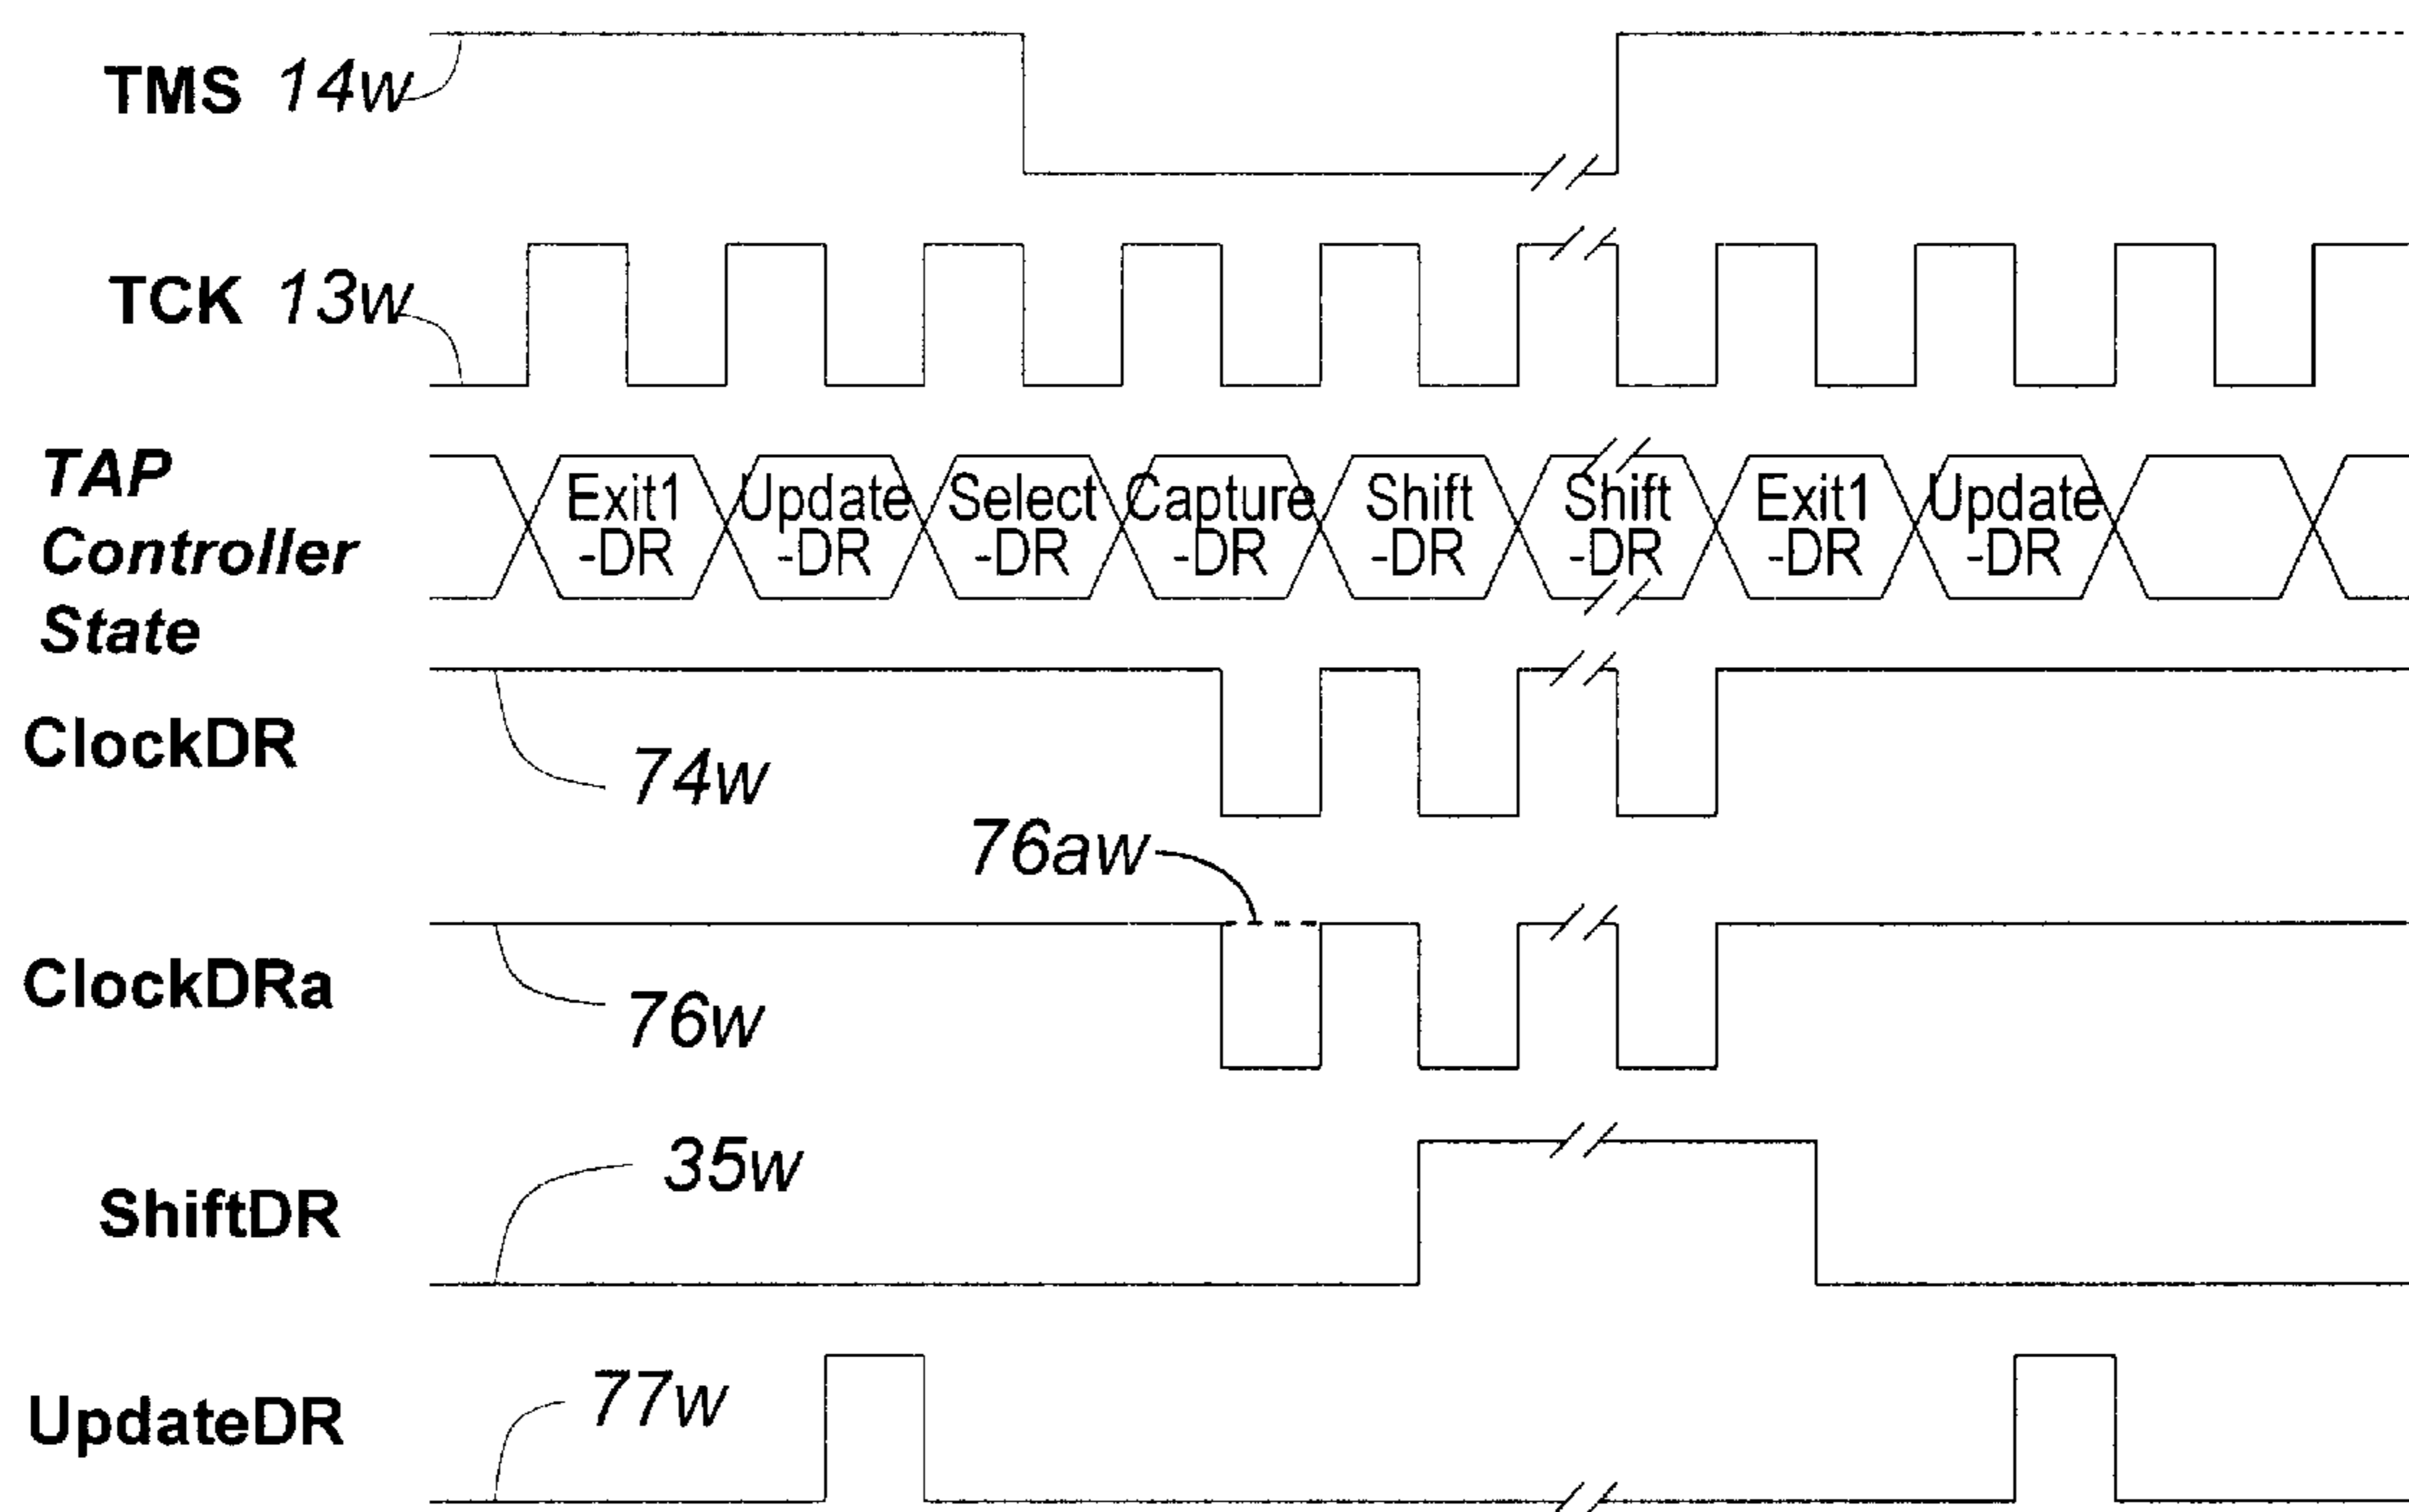 TMS 14w
TCK 13w
TAP
Controller
State
Exit1
-DR
Update
-DR
Select
-DR
Capture
-DR
Shift
-DR
Shift
-DR
Exit1
-DR
Update
-DR
ClockDR
74w
76aw
ClockDRa
76w
ShiftDR
35w
UpdateDR
77w